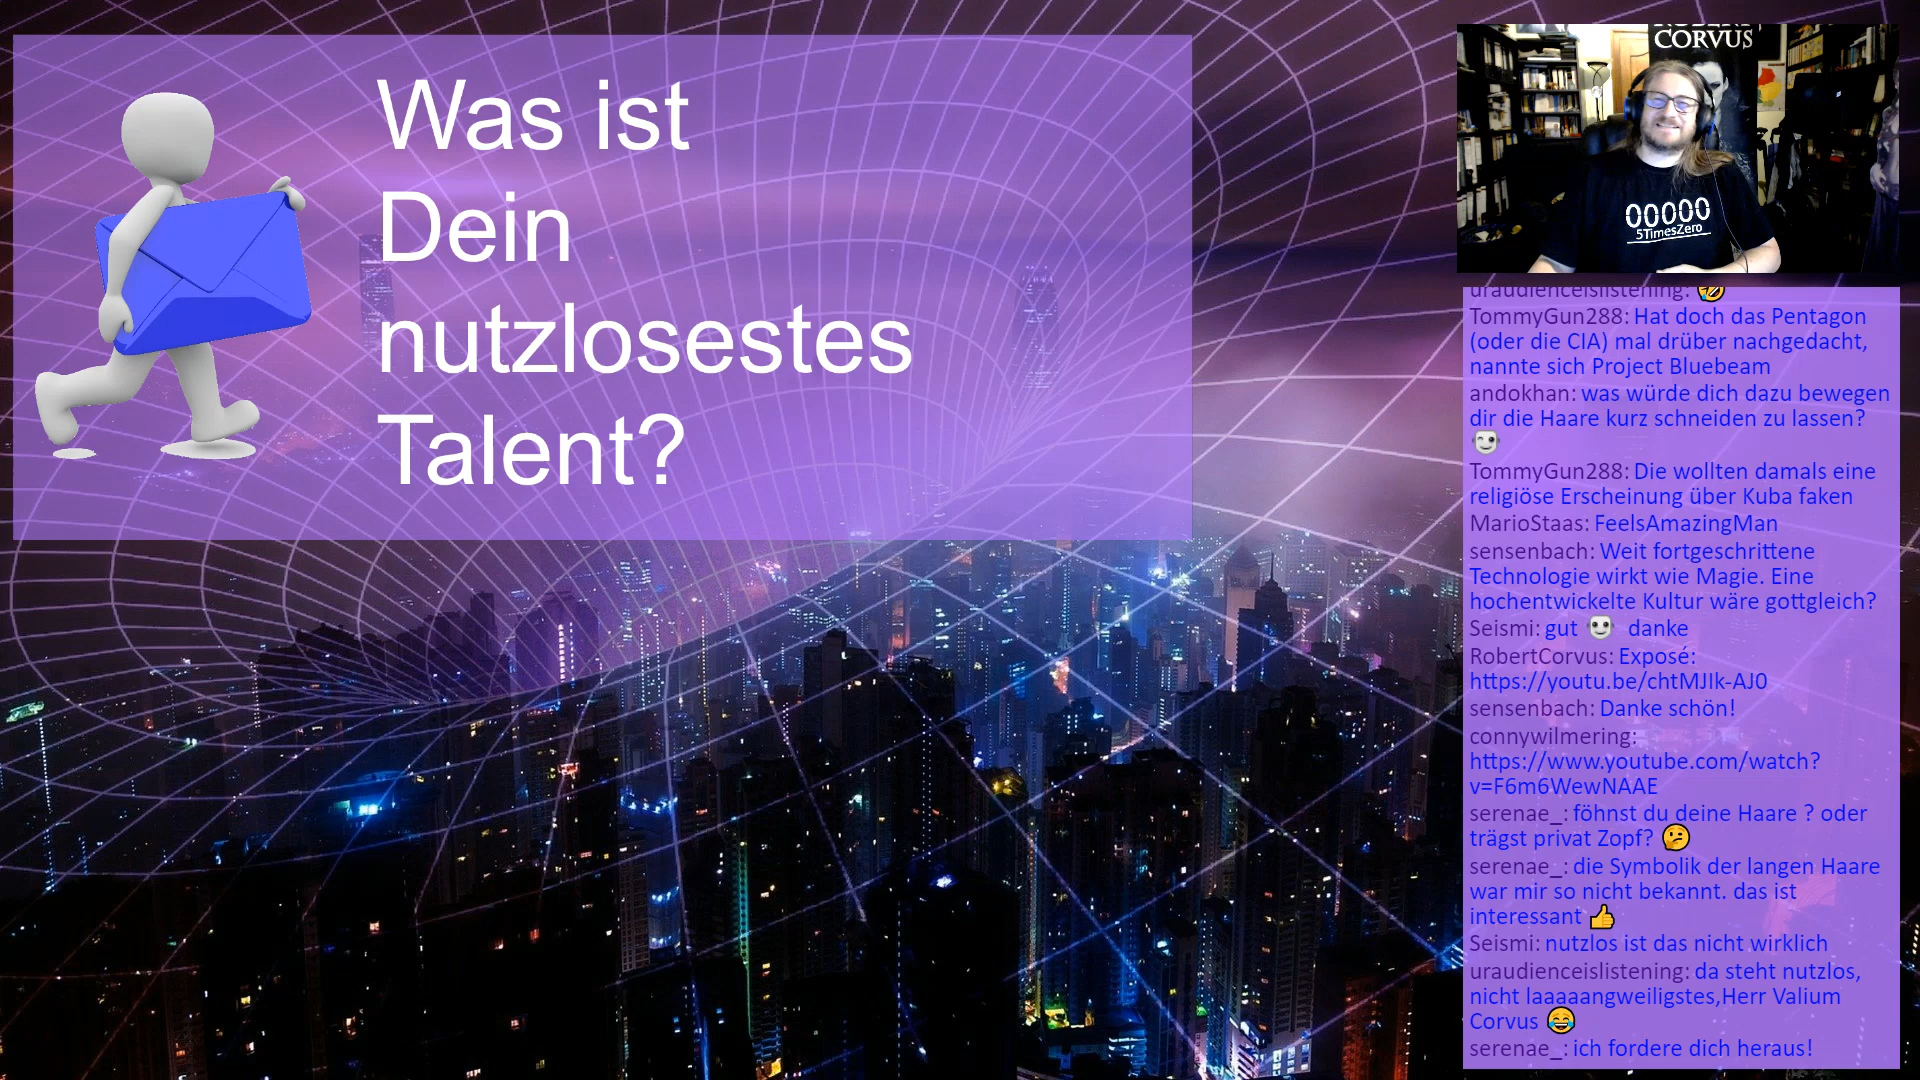 Was ist
Dein
nutzlosestes
Talent?
CORVUS
00000
5TimesZero
uraudienceislistening: 🤣
TommyGun288: Hat doch das Pentagon
(oder die CIA) mal drüber nachgedacht,
nannte sich Project Bluebeam
andokhan: was würde dich dazu bewegen
dir die Haare kurz schneiden zu lassen?
😉
TommyGun288: Die wollten damals eine
religiöse Erscheinung über Kuba faken
MarioStaas: FeelsAmazingMan
sensenbach: Weit fortgeschrittene
Technologie wirkt wie Magie. Eine
hochentwickelte Kultur wäre gottgleich?
Seismi: gut 🙂 danke
RobertCorvus: Exposé:
https://youtu.be/chtMJIk-AJ0
sensenbach: Danke schön!
connywilmering:
https://www.youtube.com/watch?
v=F6m6WewNAAE
serenae_: föhnst du deine Haare ? oder
trägst privat Zopf? 🤔
serenae_: die Symbolik der langen Haare
war mir so nicht bekannt. das ist
interessant 👍
Seismi: nutzlos ist das nicht wirklich
uraudienceislistening: da steht nutzlos,
nicht laaaaangweiligstes,Herr Valium
Corvus 😂
serenae_: ich fordere dich heraus!